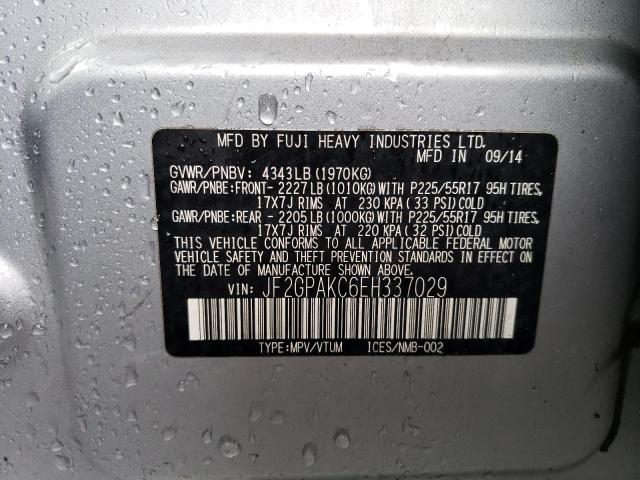 MFD BY FUJI HEAVY INDUSTRIES LTD.
MFD IN 09/14
GVWR/PNBV: 4343LB (1970KG)
GAWR/PNBE:FRONT- 2227LB (1010KG) WITH P225/55R17 95H TIRES,
17X7J RIMS AT 230 KPA (33 PSI) COLD
GAWR/PNBE:REAR - 2205LB (1000KG) WITH P225/55R17 95H TIRES,
17X7J RIMS AT 220 KPA (32 PSI) COLD
THIS VEHICLE CONFORMS TO ALL APPLICABLE FEDERAL MOTOR
VEHICLE SAFETY AND THEFT PREVENTION STANDARDS IN EFFECT
ON THE DATE OF MANUFACTURE SHOWN ABOVE.
VIN: JF2GPAKC6EH337029
TYPE:MPV/VTUM ICES/NMB-002